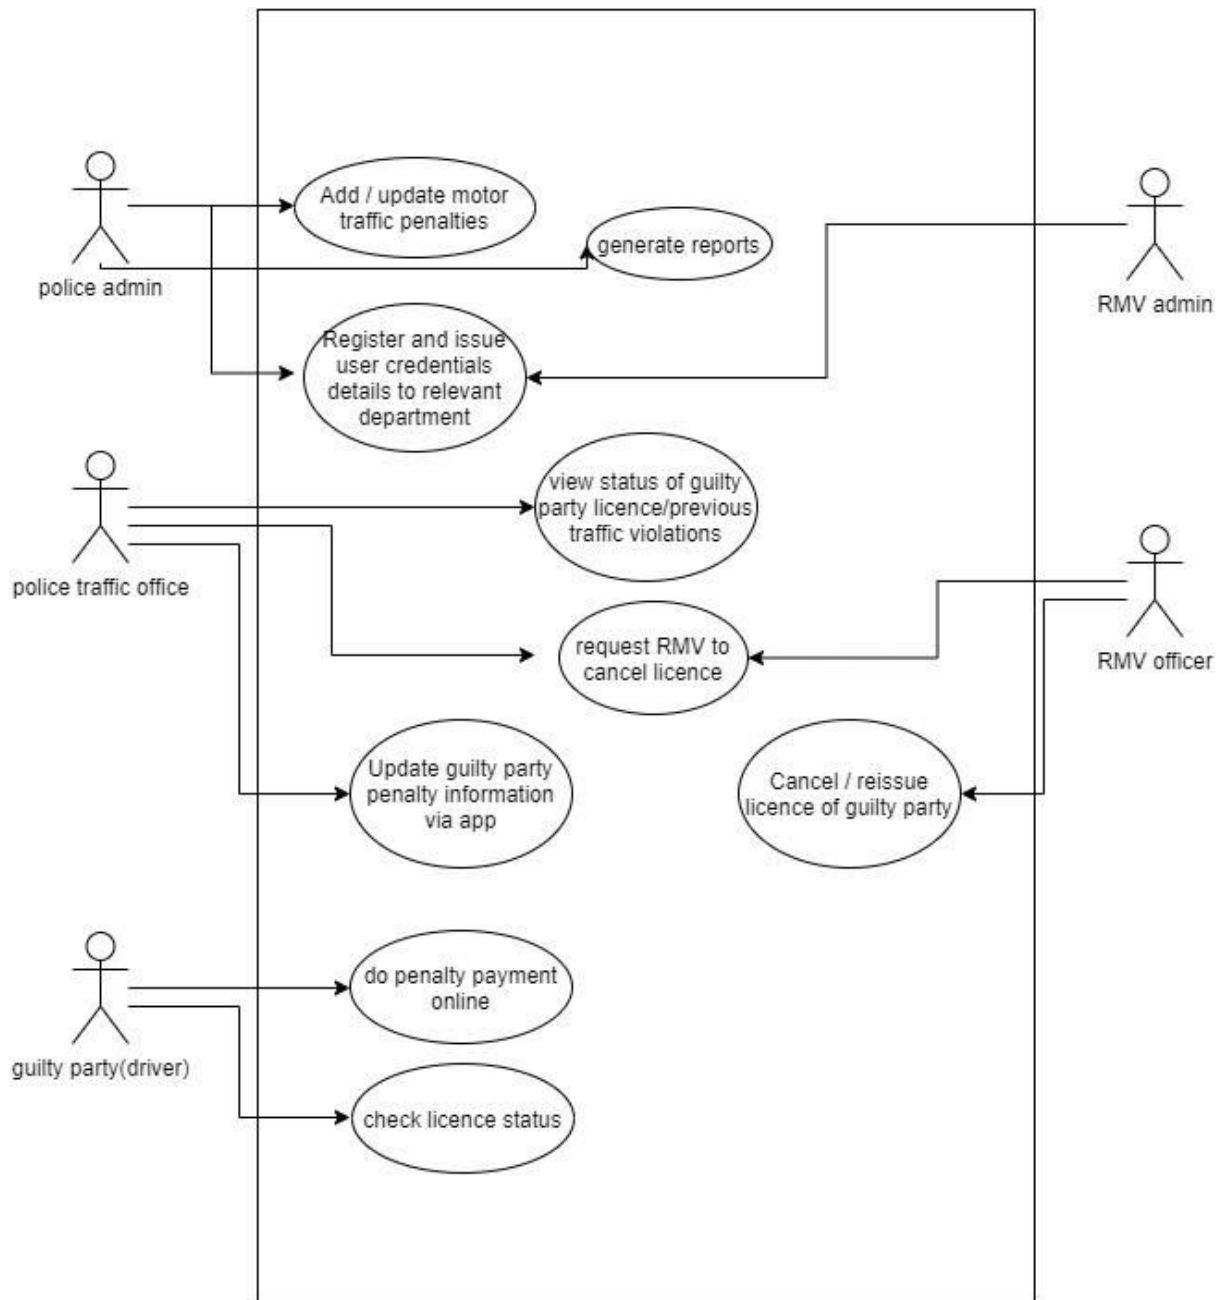 Add / update motor
traffic penalties
generate reports
police admin
RMV admin
Register and issue
user credentials
details to relevant
department
view status of guilty
party licence/previous
traffic violations
police traffic office
request RMV to
cancel licence
RMV officer
Update guilty party
penalty information
via app
Cancel / reissue
licence of guilty party
do penalty payment
online
guilty party(driver)
check licence status